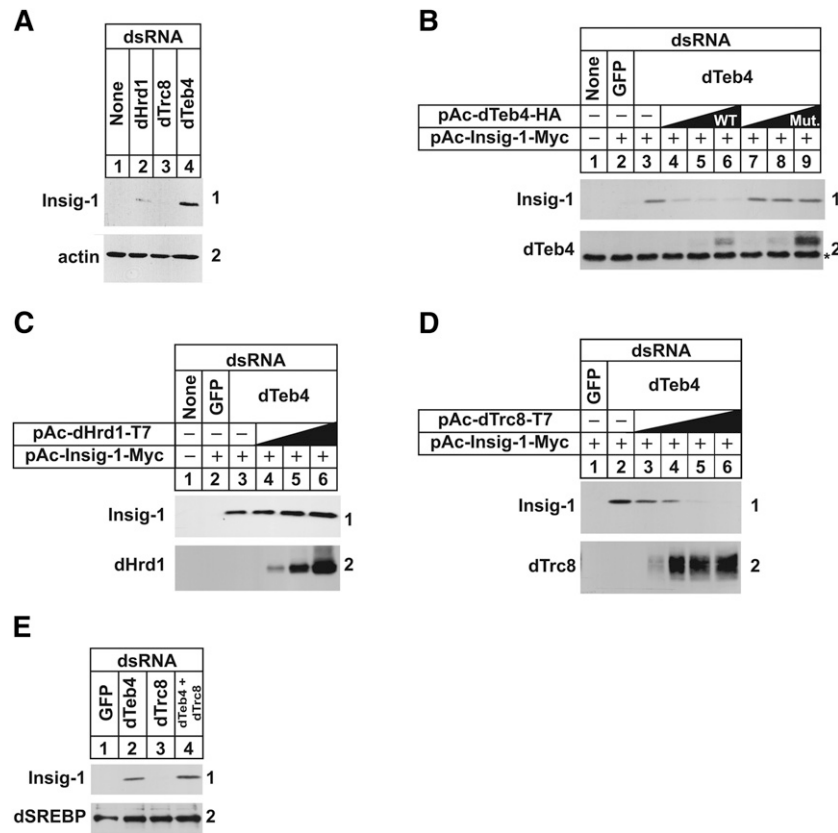 A
dsRNA
None
dHrd1
dTrc8
dTeb4
1 2 3 4
Insig-1 1
actin 2
B
dsRNA
None
GFP
dTeb4
pAc-dTeb4-HA – – – WT Mut.
pAc-Insig-1-Myc – + + + + + + + +
1 2 3 4 5 6 7 8 9
Insig-1 1
dTeb4 2
*
C
dsRNA
None
GFP
dTeb4
pAc-dHrd1-T7 – – –
pAc-Insig-1-Myc – + + + + +
1 2 3 4 5 6
Insig-1 1
dHrd1 2
D
dsRNA
GFP
dTeb4
pAc-dTrc8-T7 – –
pAc-Insig-1-Myc + + + + + +
1 2 3 4 5 6
Insig-1 1
dTrc8 2
E
dsRNA
GFP
dTeb4
dTrc8
dTeb4 +
dTrc8
1 2 3 4
Insig-1 1
dSREBP 2